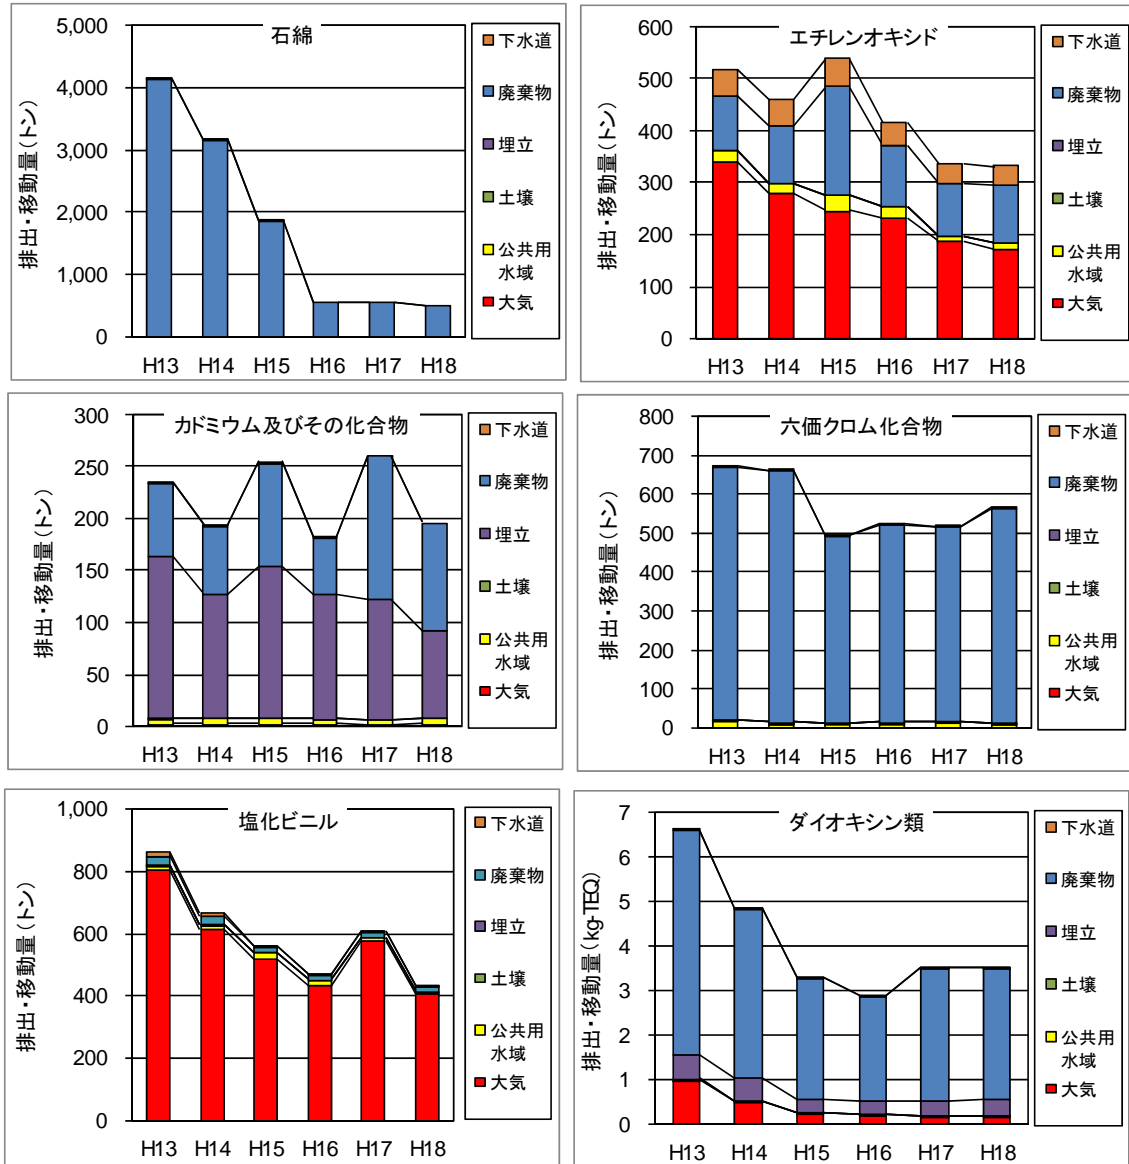 石綿
排出・移動量(トン)
5,000
4,000
3,000
2,000
1,000
0
H13 H14 H15 H16 H17 H18
下水道
廃棄物
埋立
土壌
公共用
水域
大気
エチレンオキシド
排出・移動量(トン)
600
500
400
300
200
100
0
H13 H14 H15 H16 H17 H18
下水道
廃棄物
埋立
土壌
公共用
水域
大気
カドミウム及びその化合物
排出・移動量(トン)
300
250
200
150
100
50
0
H13 H14 H15 H16 H17 H18
下水道
廃棄物
埋立
土壌
公共用
水域
大気
六価クロム化合物
排出・移動量(トン)
800
700
600
500
400
300
200
100
0
H13 H14 H15 H16 H17 H18
下水道
廃棄物
埋立
土壌
公共用
水域
大気
塩化ビニル
排出・移動量(トン)
1,000
800
600
400
200
0
H13 H14 H15 H16 H17 H18
下水道
廃棄物
埋立
土壌
公共用
水域
大気
ダイオキシン類
排出・移動量(kg-TEQ)
7
6
5
4
3
2
1
0
H13 H14 H15 H16 H17 H18
下水道
廃棄物
埋立
土壌
公共用
水域
大気